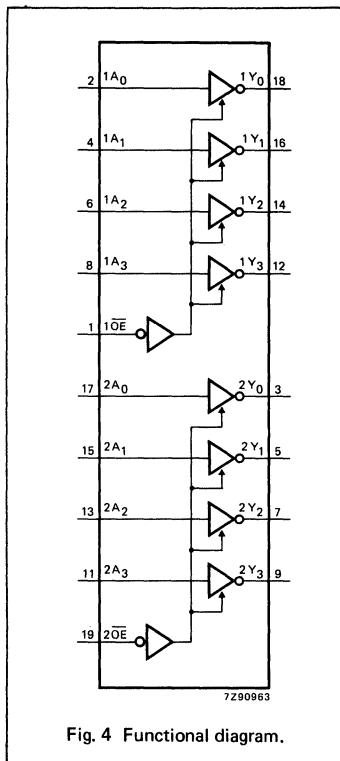 2 1A0 1Y0 18
4 1A1 1Y1 16
6 1A2 1Y2 14
8 1A3 1Y3 12
1 1O̅E̅
17 2A0 2Y0 3
15 2A1 2Y1 5
13 2A2 2Y2 7
11 2A3 2Y3 9
19 2O̅E̅
7Z90963
Fig. 4 Functional diagram.